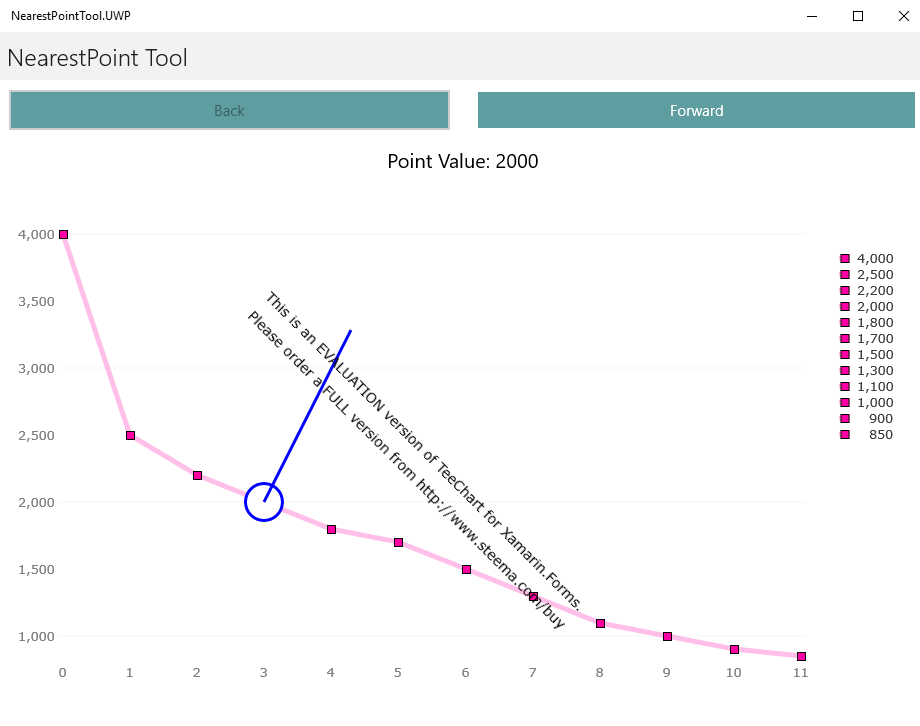 NearestPointTool.UWP
NearestPoint Tool
Back
Forward
Point Value: 2000
4,000
3,500
3,000
2,500
2,000
1,500
1,000
0 1 2 3 4 5 6 7 8 9 10 11
This is an EVALUATION version of TeeChart for Xamarin.Forms.
Please order a FULL version from http://www.steema.com/buy
4,000
2,500
2,200
2,000
1,800
1,700
1,500
1,300
1,100
1,000
900
850